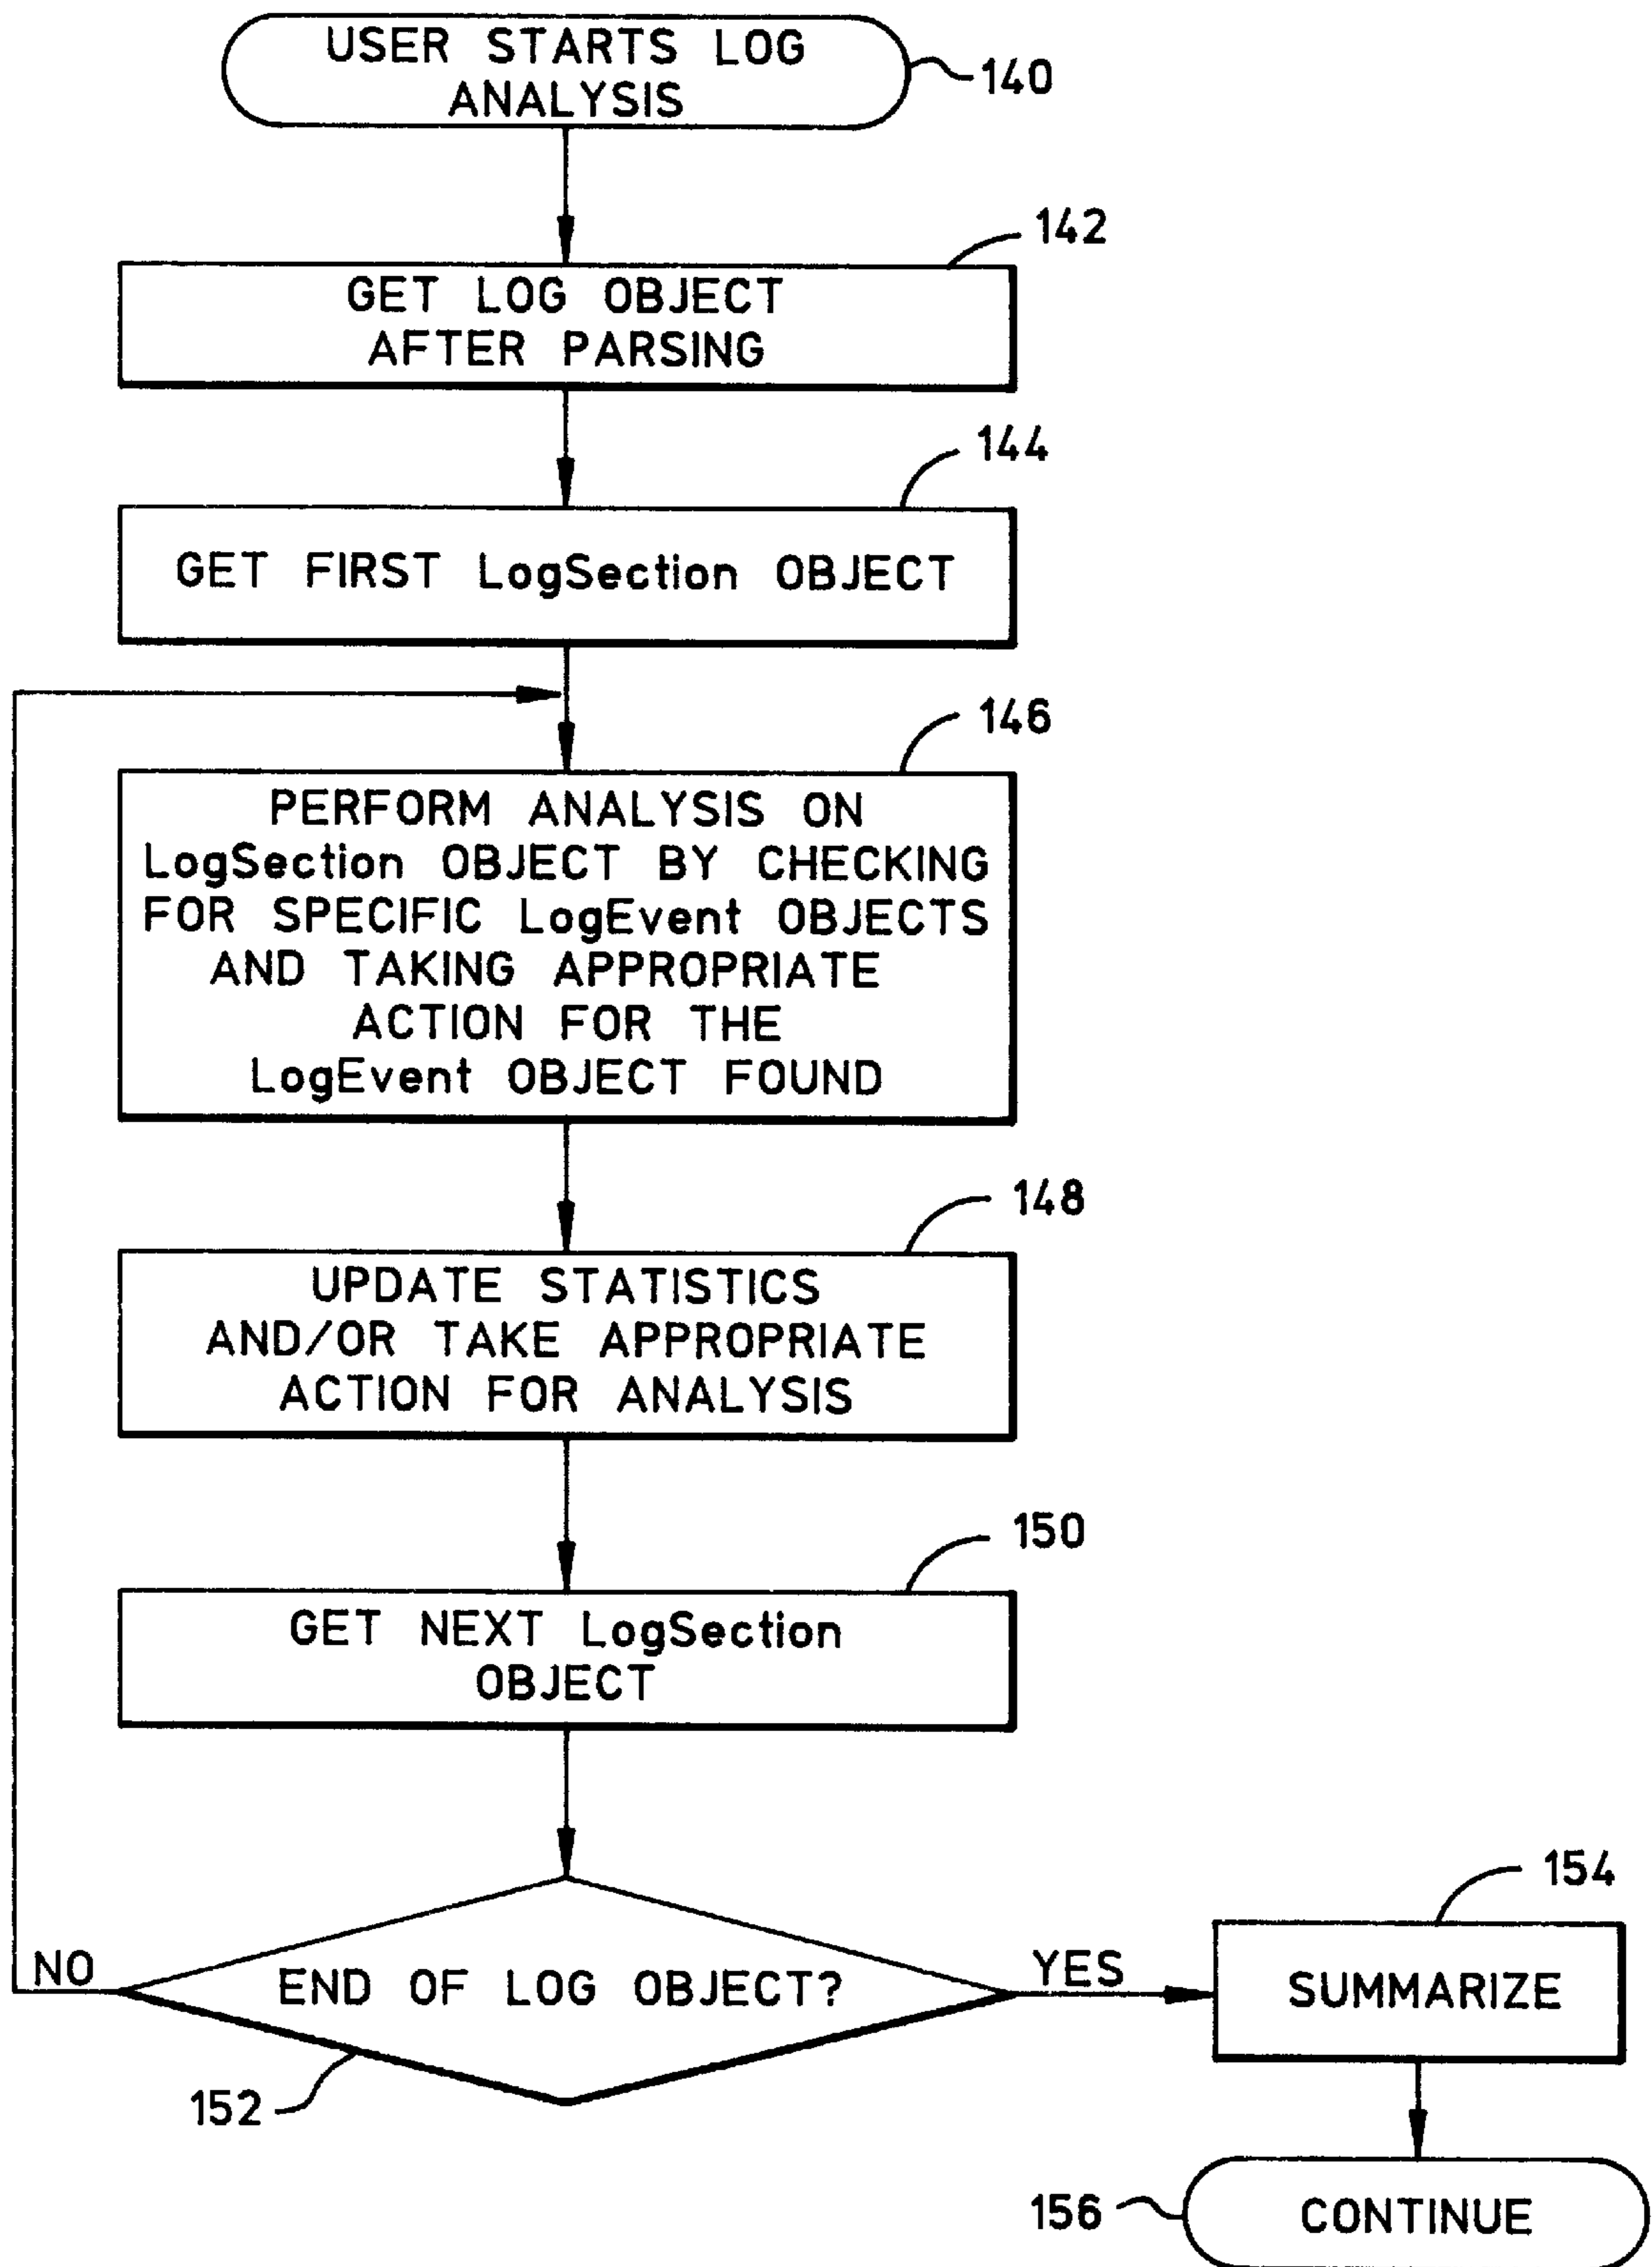 USER STARTS LOG
ANALYSIS
140
142
GET LOG OBJECT
AFTER PARSING
144
GET FIRST LogSection OBJECT
146
PERFORM ANALYSIS ON
LogSection OBJECT BY CHECKING
FOR SPECIFIC LogEvent OBJECTS
AND TAKING APPROPRIATE
ACTION FOR THE
LogEvent OBJECT FOUND
148
UPDATE STATISTICS
AND/OR TAKE APPROPRIATE
ACTION FOR ANALYSIS
150
GET NEXT LogSection
OBJECT
154
NO
END OF LOG OBJECT?
YES
SUMMARIZE
152
156
CONTINUE